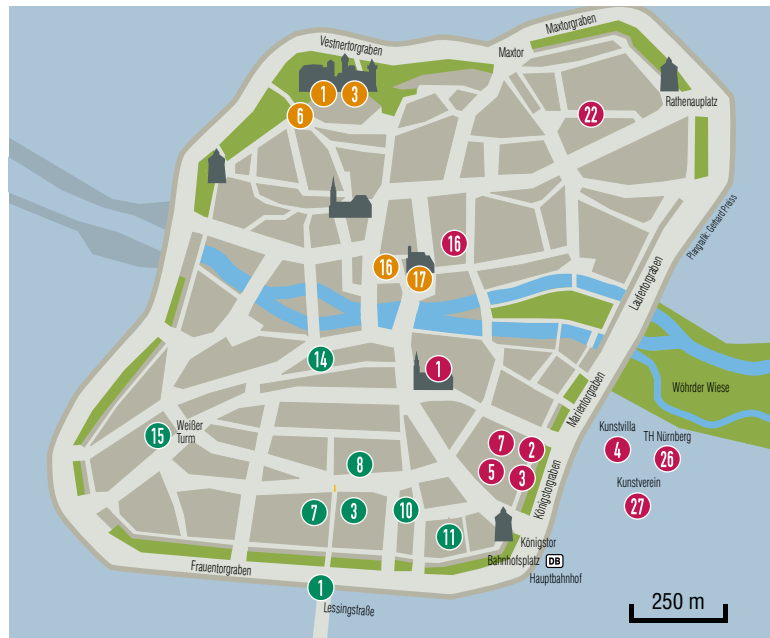 Maxtorgraben
Vestnertorgraben
Maxtor
1
3
Rathenauplatz
6
22
Plangrafik: Gerhard Preiss
16
16
17
Laufertorgraben
14
1
Wöhrder Wiese
Marientorgraben
Weißer
Turm
15
Kunstvilla
4
TH Nürnberg
26
7
2
5
3
8
Kunstverein
27
Königstorgraben
7
3
10
11
Königstor
Bahnhofsplatz
DB
Hauptbahnhof
Frauentorgraben
1
Lessingstraße
250 m